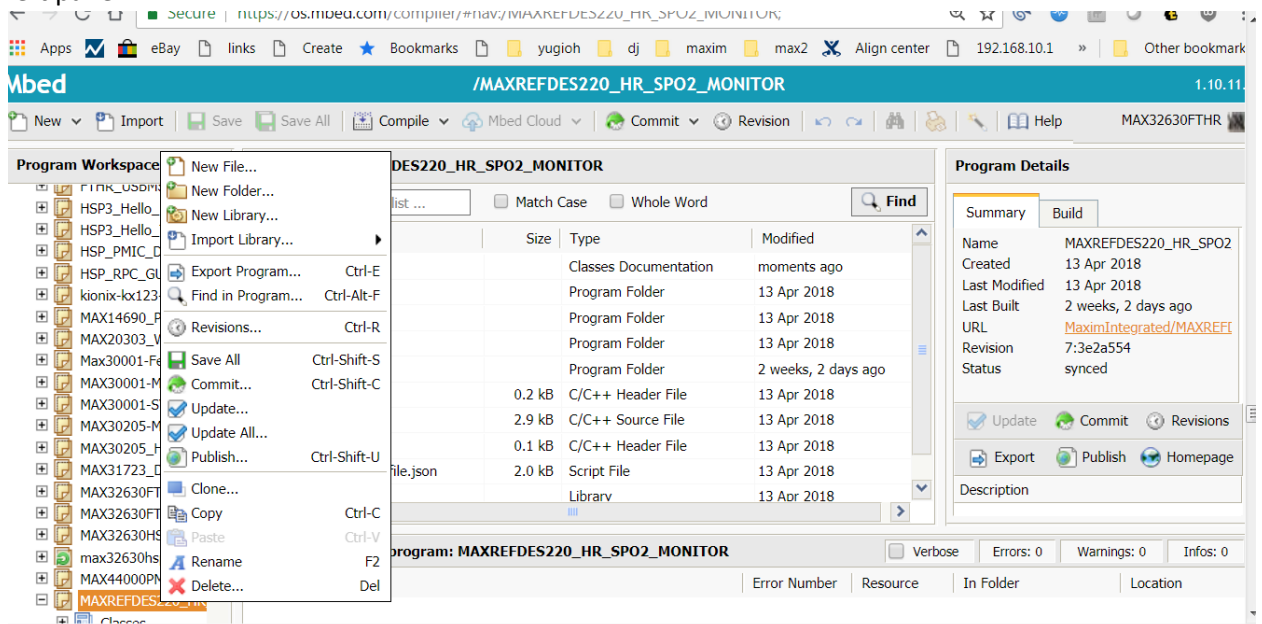 Secure | https://os.mbed.com/compiler/#nav:/MAXREFDES220_HR_SPO2_MONITOR;
Apps eBay links Create Bookmarks yugioh dj maxim max2 Align center 192.168.10.1 » Other bookmark
Mbed /MAXREFDES220_HR_SPO2_MONITOR 1.10.11.
New Import Save Save All Compile Mbed Cloud Commit Revision Help MAX32630FTHR
Program Workspace
FTHR_USBMS
HSP3_Hello_
HSP3_Hello_
HSP_PMIC_D
HSP_RPC_GU
kionix-kx123-
MAX14690_P
MAX20303_W
Max30001-Fe
MAX30001-M
MAX30001-S
MAX30205-M
MAX30205_H
MAX31723_D
MAX32630FT
MAX32630FT
MAX32630HS
max32630hs
MAX44000PM
MAXREFDES220_HR
Classes
New File...
New Folder...
New Library...
Import Library...
Export Program... Ctrl-E
Find in Program... Ctrl-Alt-F
Revisions... Ctrl-R
Save All Ctrl-Shift-S
Commit... Ctrl-Shift-C
Update...
Update All...
Publish... Ctrl-Shift-U
Clone...
Copy Ctrl-C
Paste Ctrl-V
Rename F2
Delete... Del
DES220_HR_SPO2_MONITOR
list ... Match Case Whole Word Find
Size Type Modified
Classes Documentation moments ago
Program Folder 13 Apr 2018
Program Folder 13 Apr 2018
Program Folder 13 Apr 2018
Program Folder 2 weeks, 2 days ago
0.2 kB C/C++ Header File 13 Apr 2018
2.9 kB C/C++ Source File 13 Apr 2018
0.1 kB C/C++ Header File 13 Apr 2018
file.json 2.0 kB Script File 13 Apr 2018
Library 13 Apr 2018
program: MAXREFDES220_HR_SPO2_MONITOR Verbose Errors: 0 Warnings: 0 Infos: 0
Error Number Resource In Folder Location
Program Details
Summary Build
Name MAXREFDES220_HR_SPO2
Created 13 Apr 2018
Last Modified 13 Apr 2018
Last Built 2 weeks, 2 days ago
URL MaximIntegrated/MAXREFD
Revision 7:3e2a554
Status synced
Update Commit Revisions
Export Publish Homepage
Description